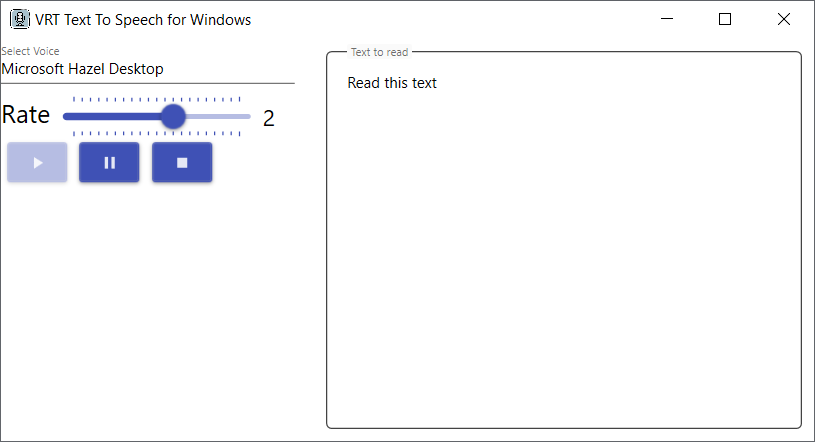 VRT Text To Speech for Windows
Select Voice
Microsoft Hazel Desktop
Rate
2
Text to read
Read this text